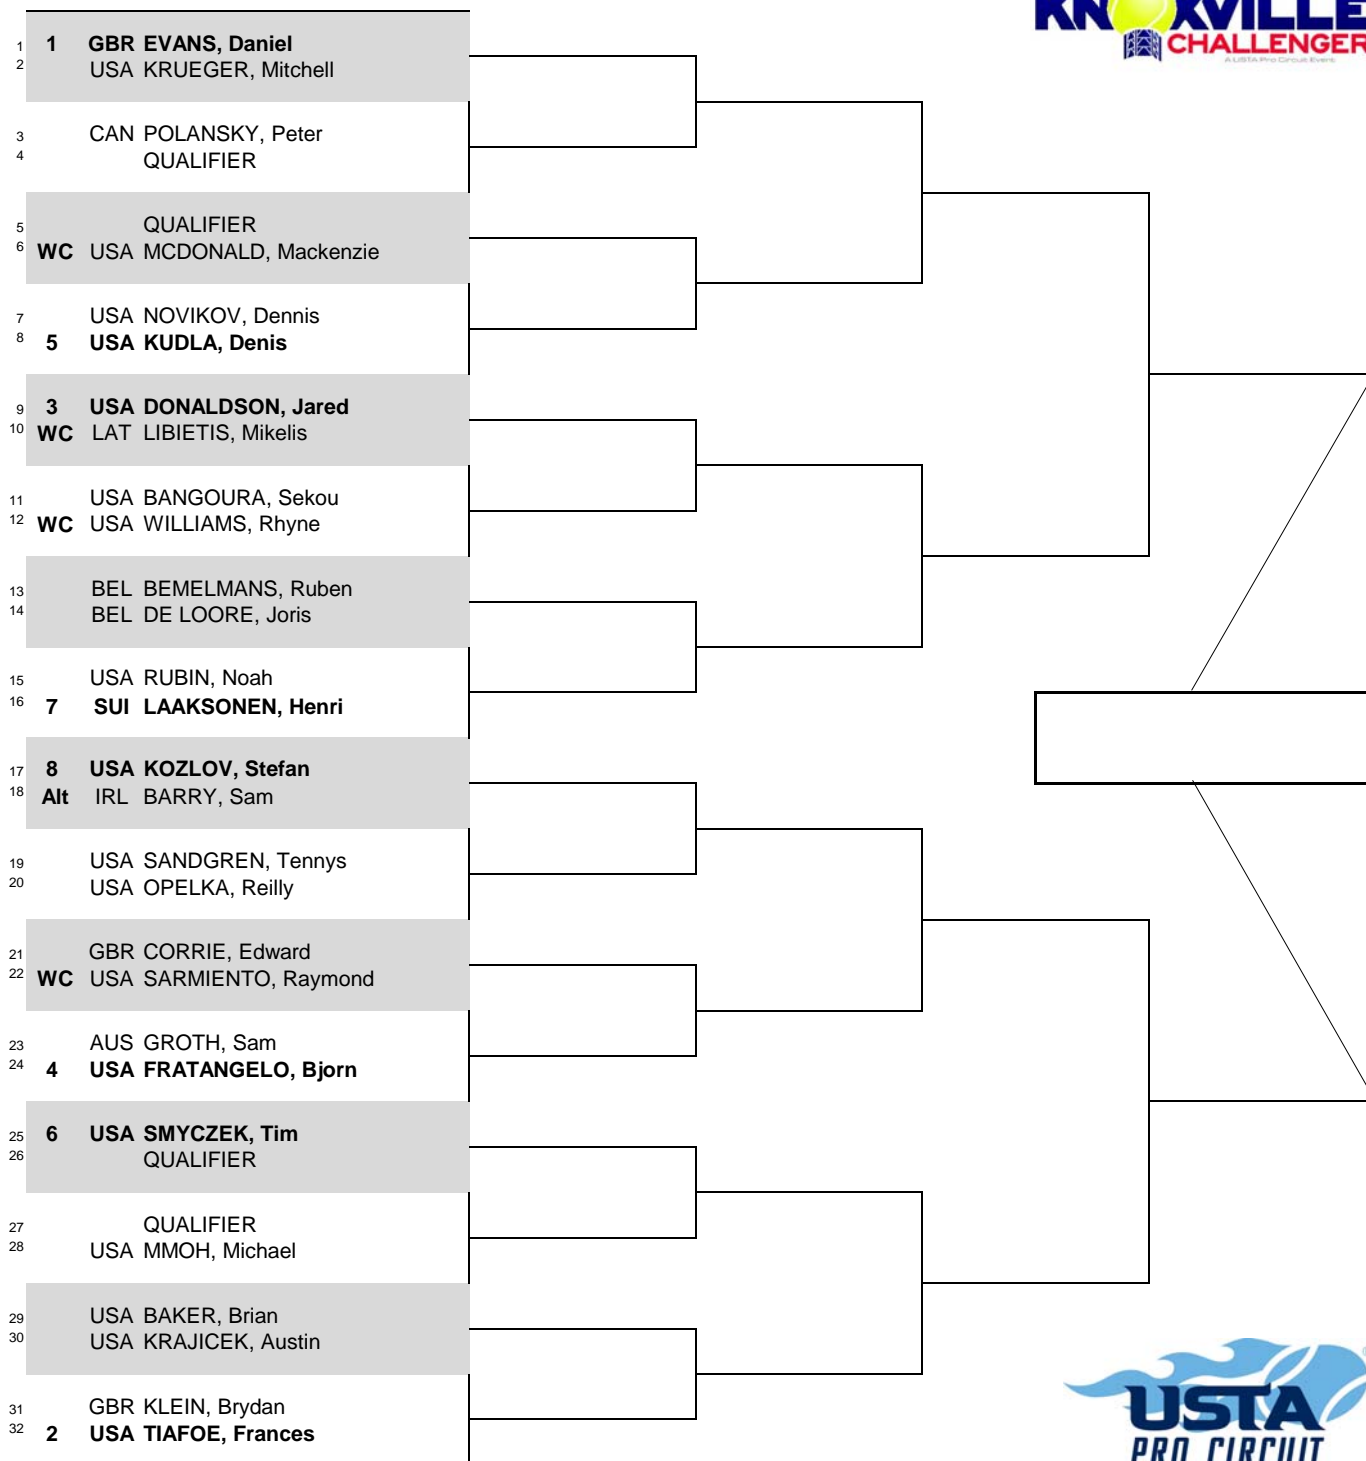 KNOXVILLE
CHALLENGER
A USTA Pro Circuit Event
1 1 GBR EVANS, Daniel
2 USA KRUEGER, Mitchell
3 CAN POLANSKY, Peter
4 QUALIFIER
5 QUALIFIER
6 WC USA MCDONALD, Mackenzie
7 USA NOVIKOV, Dennis
8 5 USA KUDLA, Denis
9 3 USA DONALDSON, Jared
10 WC LAT LIBIETIS, Mikelis
11 USA BANGOURA, Sekou
12 WC USA WILLIAMS, Rhyne
13 BEL BEMELMANS, Ruben
14 BEL DE LOORE, Joris
15 USA RUBIN, Noah
16 7 SUI LAAKSONEN, Henri
17 8 USA KOZLOV, Stefan
18 Alt IRL BARRY, Sam
19 USA SANDGREN, Tennys
20 USA OPELKA, Reilly
21 GBR CORRIE, Edward
22 WC USA SARMIENTO, Raymond
23 AUS GROTH, Sam
24 4 USA FRATANGELO, Bjorn
25 6 USA SMYCZEK, Tim
26 QUALIFIER
27 QUALIFIER
28 USA MMOH, Michael
29 USA BAKER, Brian
30 USA KRAJICEK, Austin
31 GBR KLEIN, Brydan
32 2 USA TIAFOE, Frances
USTA
PRO CIRCUIT